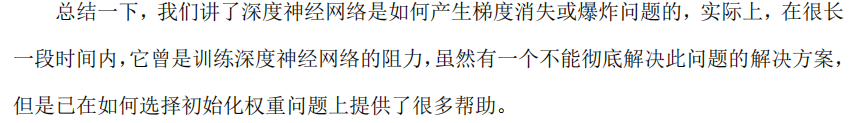 总结一下，我们讲了深度神经网络是如何产生梯度消失或爆炸问题的，实际上，在很长
一段时间内，它曾是训练深度神经网络的阻力，虽然有一个不能彻底解决此问题的解决方案，
但是已在如何选择初始化权重问题上提供了很多帮助。